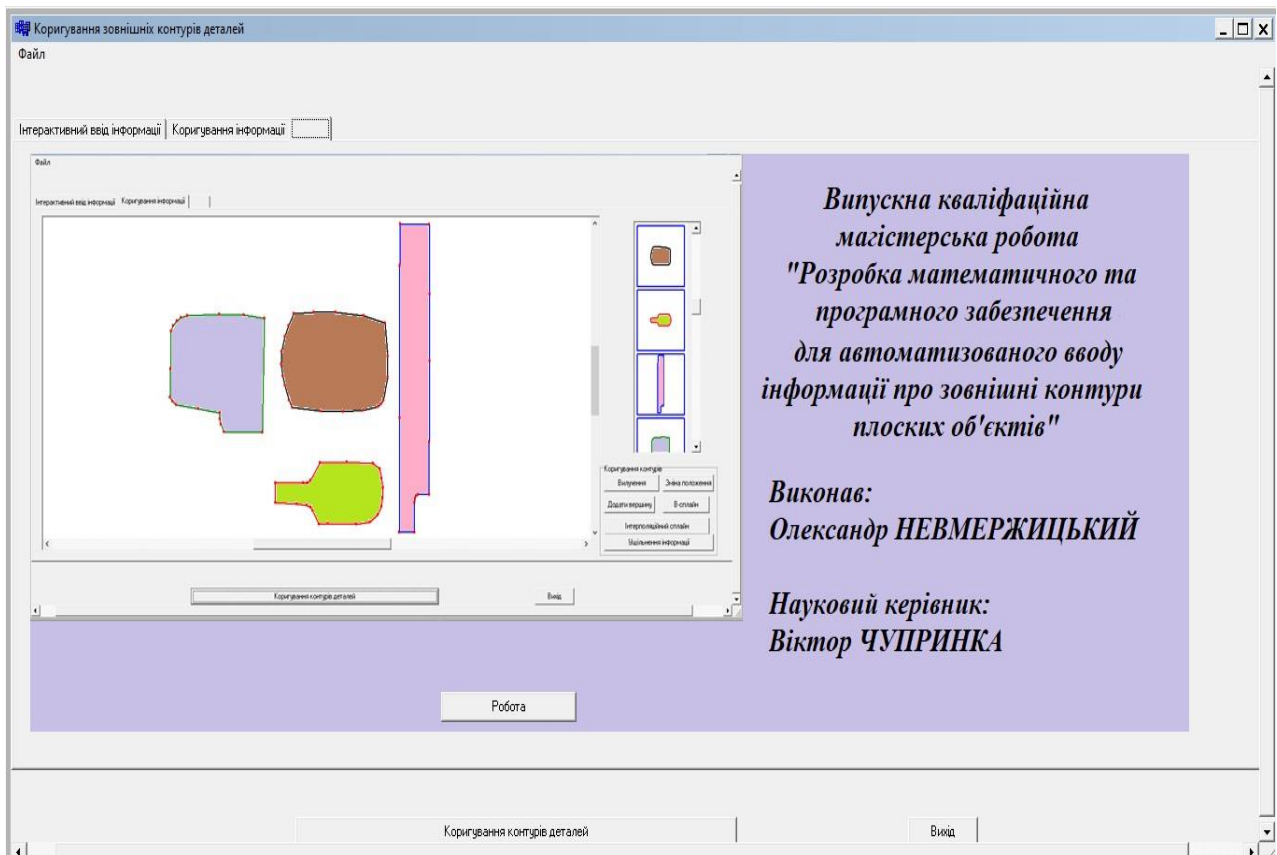 Коригування зовнішніх контурів деталей
Файл
Інтерактивний ввід інформації Коригування інформації
Файл
Інтерактивний ввід інформації Коригування інформації
Коригування контурів
Вилучення Зміна положення
Додати вершину В-сплайн
Інтерполяційний сплайн
Ущільнення інформації
Коригування контурів деталей Вихід
Випускна кваліфаційна
магістерська робота
"Розробка математичного та
програмного забезпечення
для автоматизованого вводу
інформації про зовнішні контури
плоских об'єктів"
Виконав:
Олександр НЕВМЕРЖИЦЬКИЙ
Науковий керівник:
Віктор ЧУПРИНКА
Робота
Коригування контурів деталей Вихід